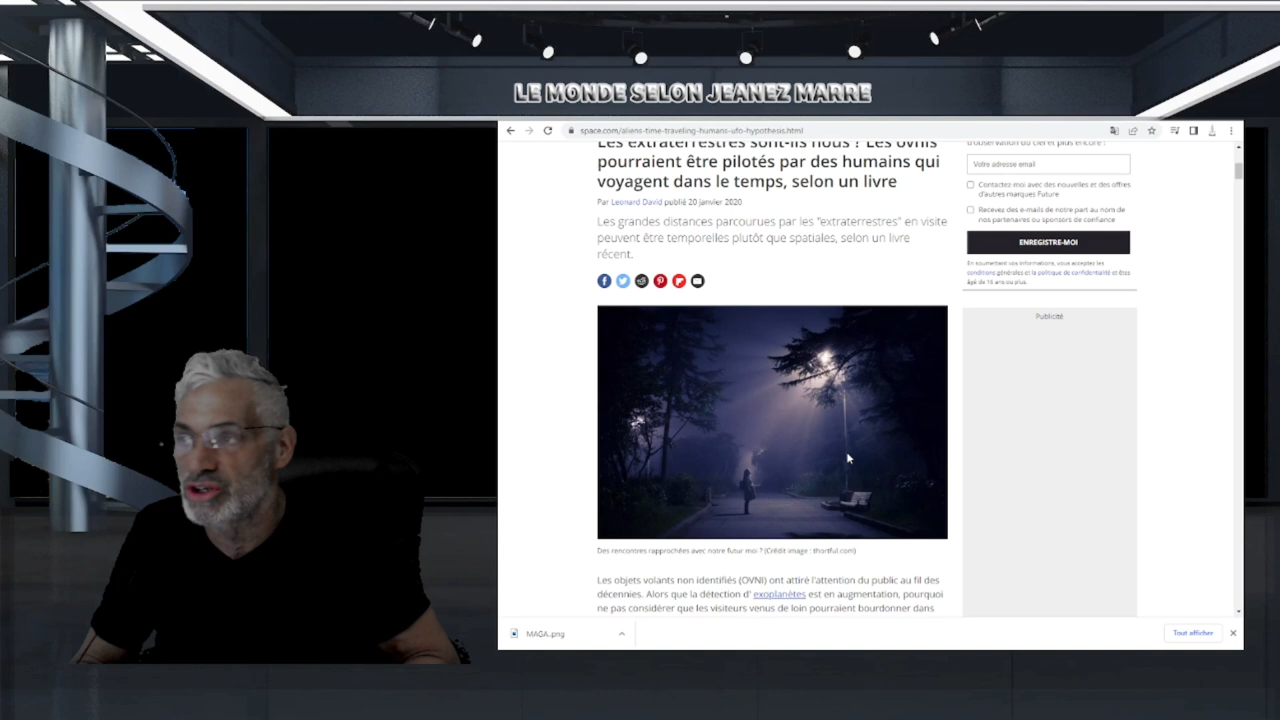 LE MONDE SELON JEANEZ MARRE
space.com/aliens-time-traveling-humans-ufo-hypothesis.html
Les extraterrestres sont-ils nous ? Les ovnis
pourraient être pilotés par des humains qui
voyagent dans le temps, selon un livre
Par Leonard David publié 20 janvier 2020
Les grandes distances parcourues par les "extraterrestres" en visite
peuvent être temporelles plutôt que spatiales, selon un livre
récent.
Des rencontres rapprochées avec notre futur moi ? (Crédit image : thortful.com)
Les objets volants non identifiés (OVNI) ont attiré l'attention du public au fil des
décennies. Alors que la détection d' exoplanètes est en augmentation, pourquoi
ne pas considérer que les visiteurs venus de loin pourraient bourdonner dans
d'observation du ciel et plus encore !
Votre adresse email
Contactez-moi avec des nouvelles et des offres
d'autres marques Future
Recevez des e-mails de notre part au nom de
nos partenaires ou sponsors de confiance
ENREGISTRE-MOI
En soumettant vos informations, vous acceptez les
conditions générales et la politique de confidentialité et êtes
âgé de 16 ans ou plus.
Publicité
MAGA.png
Tout afficher